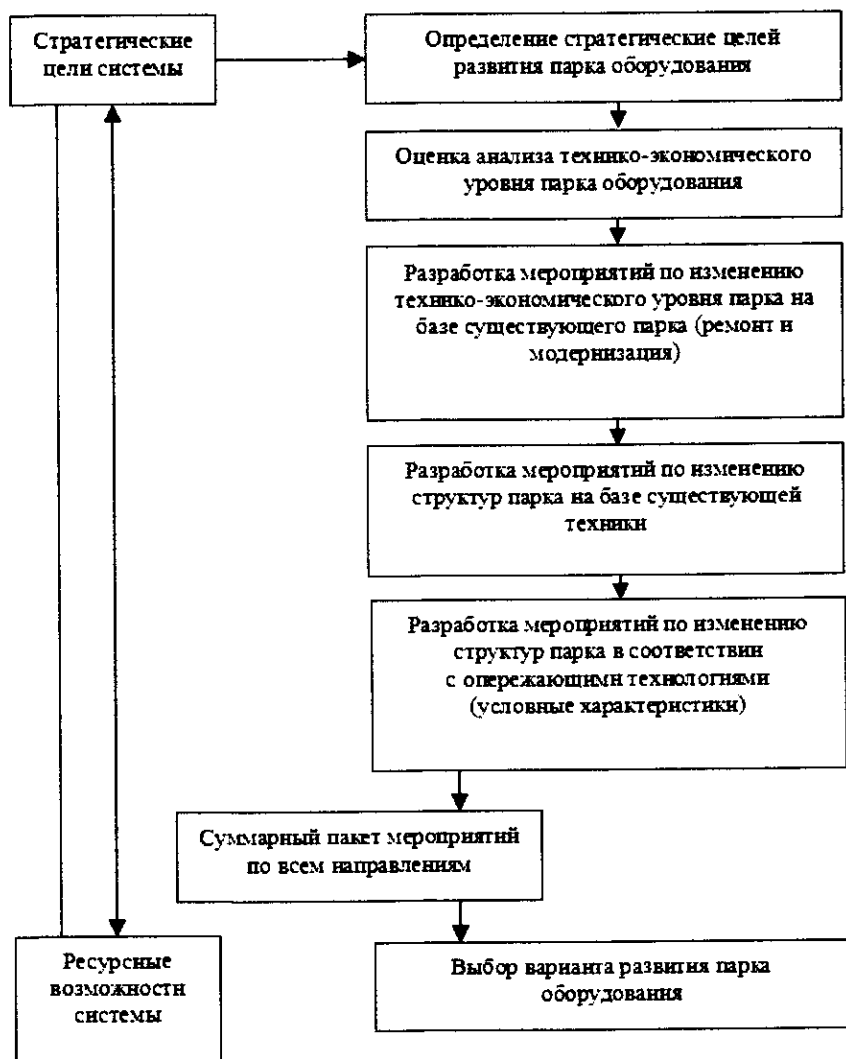 Стратегические
цели системы
Определение стратегические целей
развития парка оборудования
Оценка анализа технико-экономического
уровня парка оборудования
Разработка мероприятий по изменению
технико-экономического уровня парка на
базе существующего парка (ремонт и
модернизация)
Разработка мероприятий по изменению
структур парка на базе существующей
техники
Разработка мероприятий по изменению
структур парка в соответствии
с опережающими технологиями
(условные характеристики)
Суммарный пакет мероприятий
по всем направлениям
Ресурсные
возможности
системы
Выбор варианта развития парка
оборудования